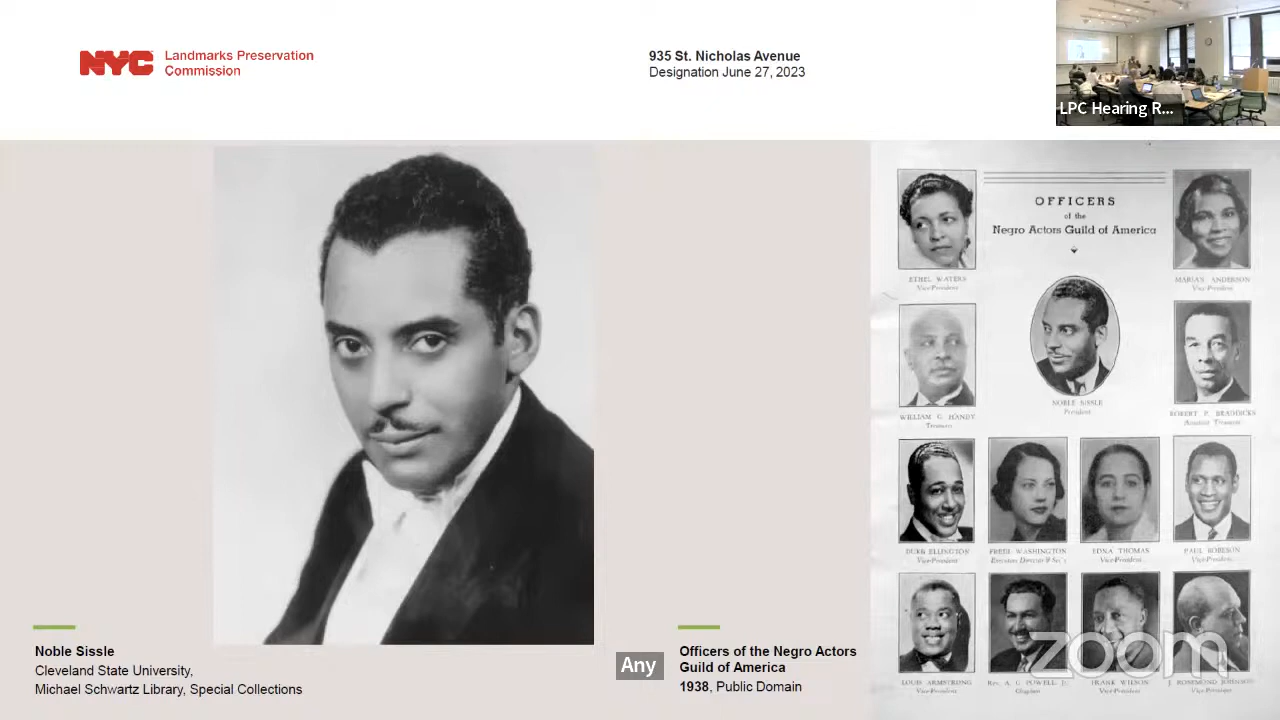 NYC
Landmarks Preservation
Commission
935 St. Nicholas Avenue
Designation June 27, 2023
LPC Hearing R...
OFFICERS
of the
Negro Actors Guild of America
ETHEL WATERS
Vice-President
MARIAN ANDERSON
Vice President
NOBLE SISSLE
President
WILLIAM C. HANDY
Treasurer
ROBERT P. BRADDICKS
Assistant Treasurer
DUKE ELLINGTON
Vice-President
FREDI WASHINGTON
Executive Director & Sec'y
EDNA THOMAS
Vice-President
PAUL ROBESON
Vice-President
LOUIS ARMSTRONG
Vice-President
Rev. A. C. POWELL, Jr.
Chaplain
FRANK WILSON
Vice-President
J. ROSEMOND JOHNSON
Vice-President
zoom
Noble Sissle
Cleveland State University,
Michael Schwartz Library, Special Collections
Any
Officers of the Negro Actors
Guild of America
1938, Public Domain